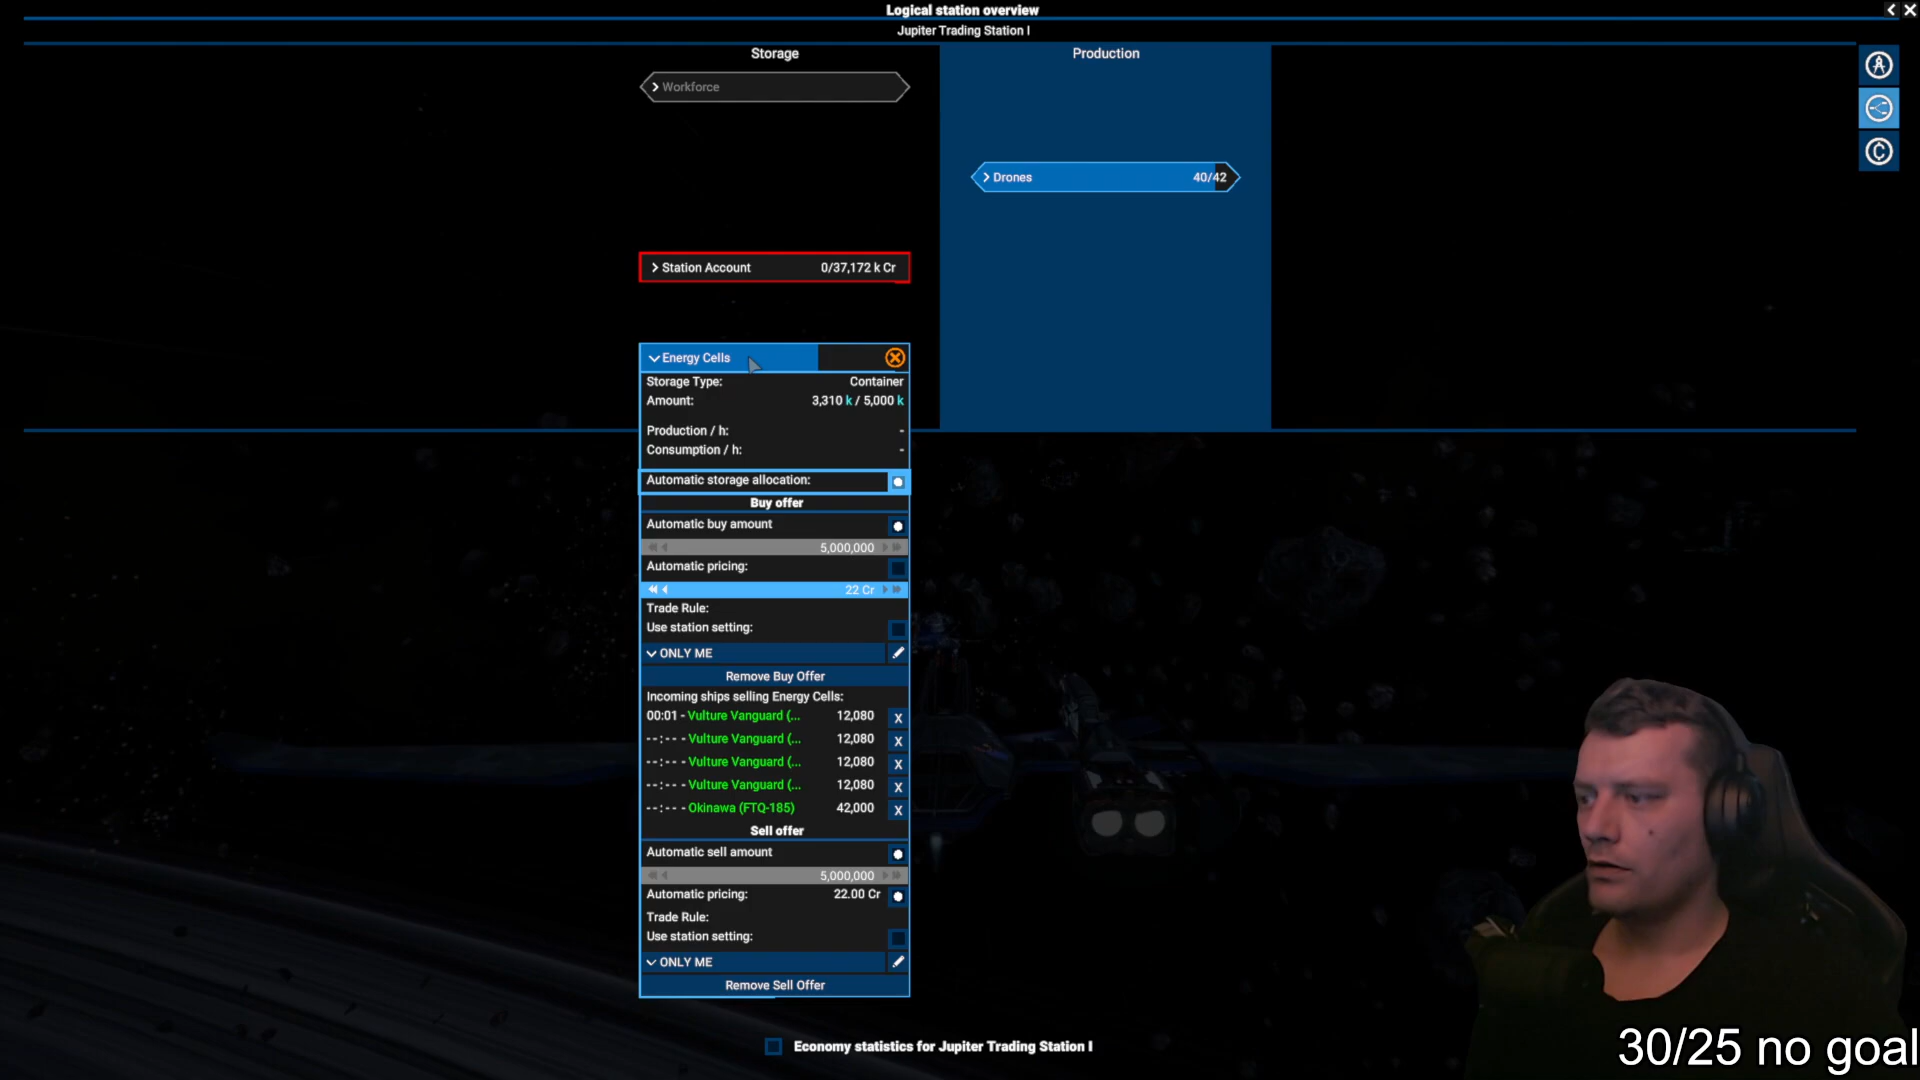 Logical station overview
Jupiter Trading Station I
Storage
Production
Workforce
Drones 40/42
Station Account 0/37,172 k Cr
Energy Cells
Storage Type: Container
Amount: 3,310 k / 5,000 k
Production / h: -
Consumption / h: -
Automatic storage allocation:
Buy offer
Automatic buy amount
5,000,000
Automatic pricing:
22 Cr
Trade Rule:
Use station setting:
ONLY ME
Remove Buy Offer
Incoming ships selling Energy Cells:
00:01 - Vulture Vanguard (... 12,080 X
--:-- - Vulture Vanguard (... 12,080 X
--:-- - Vulture Vanguard (... 12,080 X
--:-- - Vulture Vanguard (... 12,080 X
--:-- - Okinawa (FTQ-185) 42,000 X
Sell offer
Automatic sell amount
5,000,000
Automatic pricing: 22.00 Cr
Trade Rule:
Use station setting:
ONLY ME
Remove Sell Offer
Economy statistics for Jupiter Trading Station I
30/25 no goal